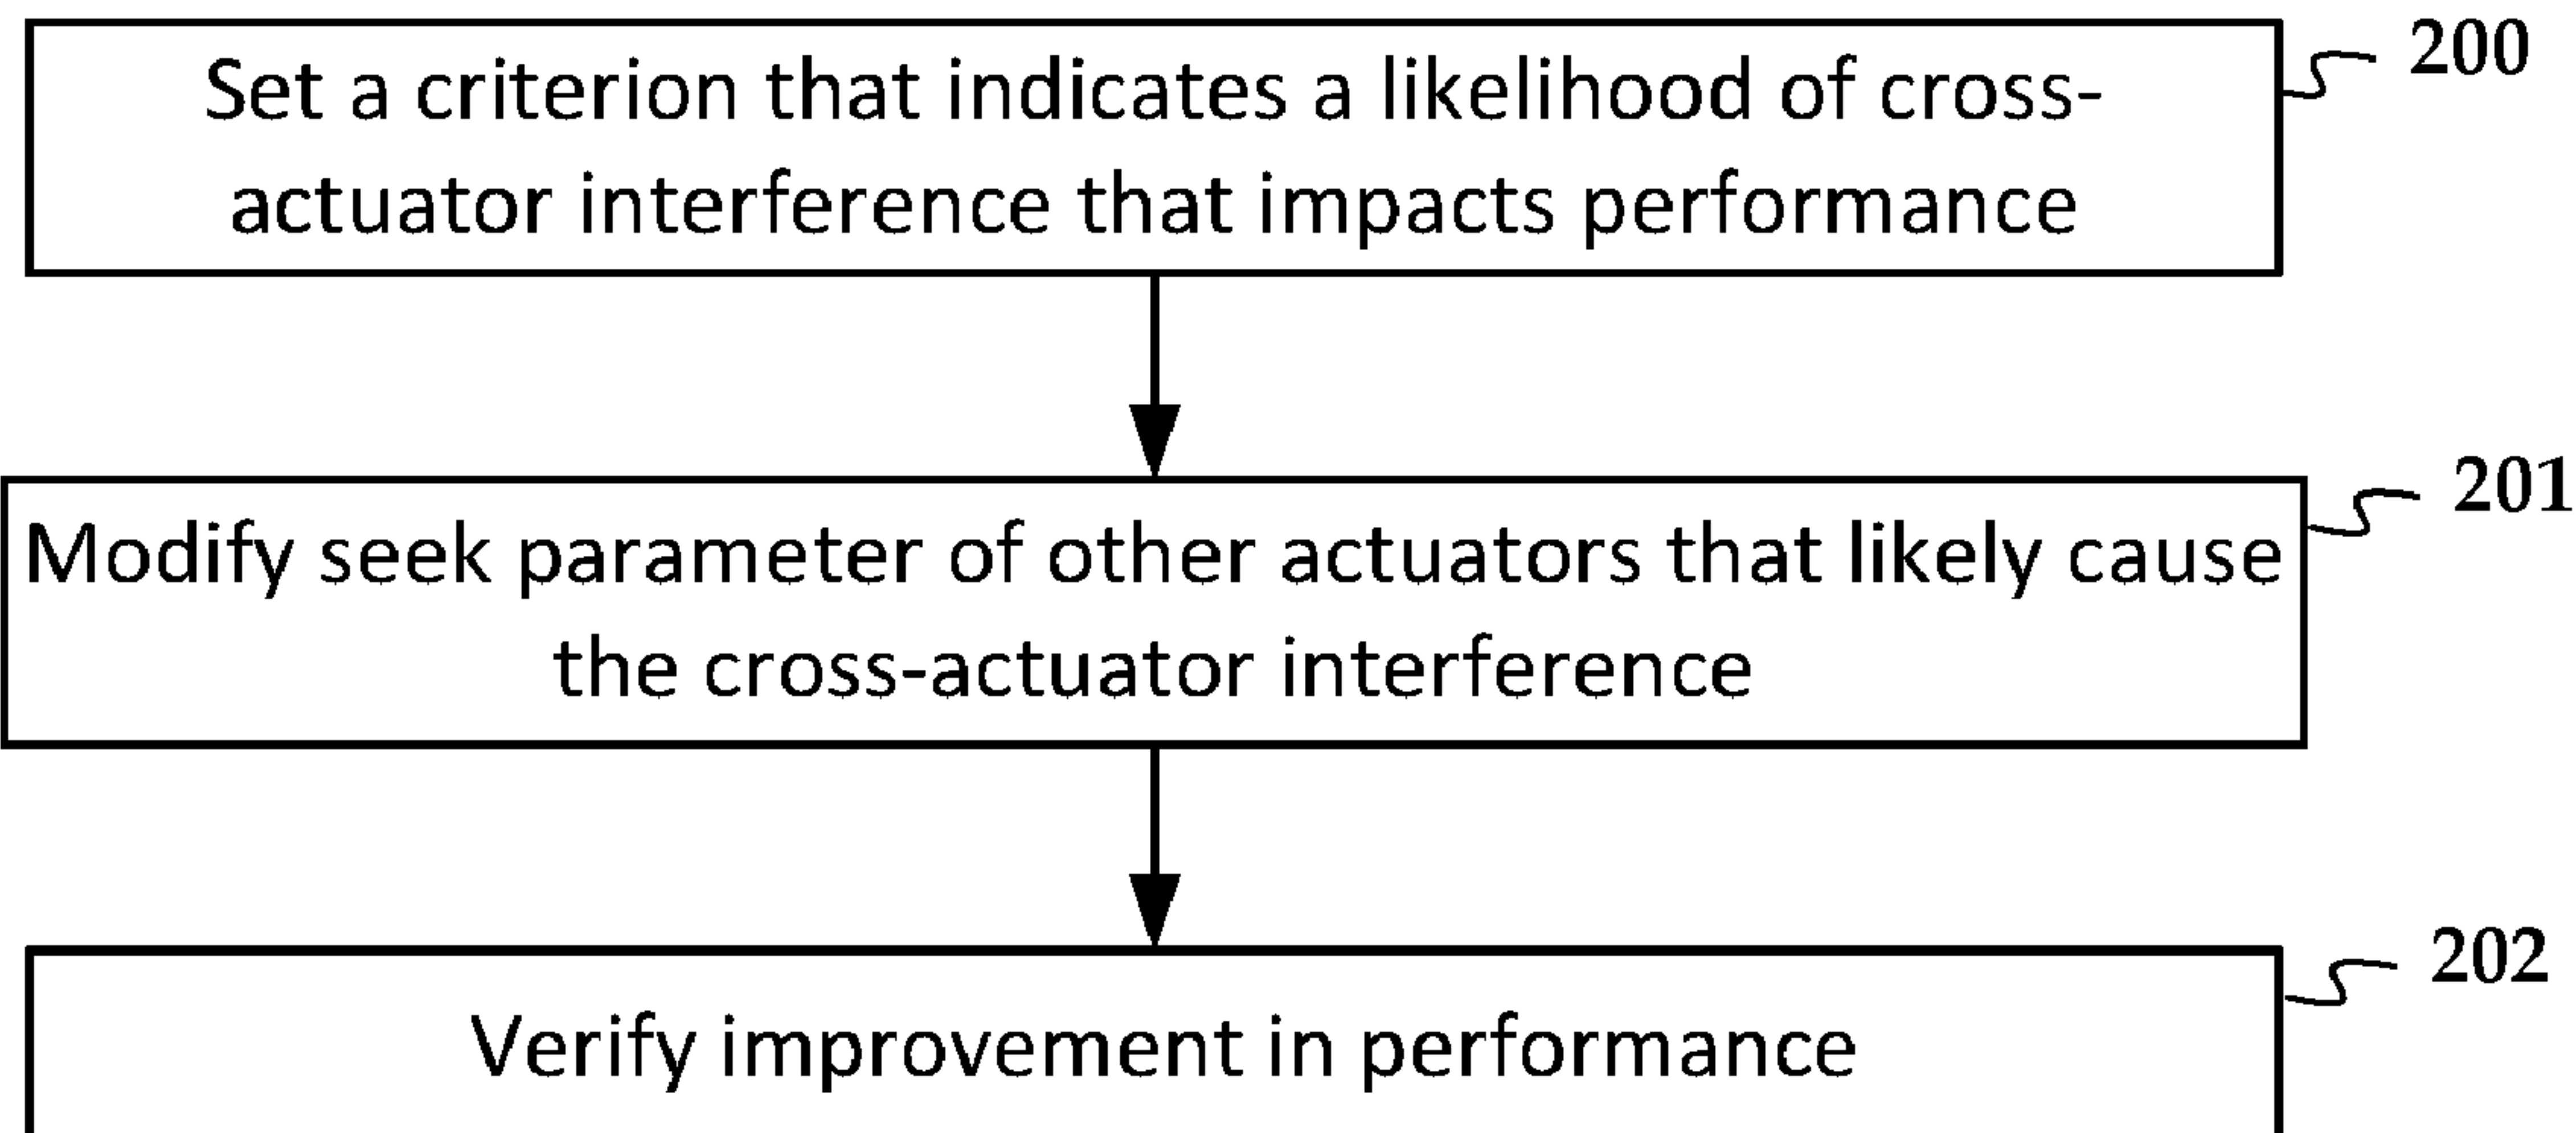 Set a criterion that indicates a likelihood of cross-
200
actuator interference that impacts performance
Modify seek parameter of other actuators that likely cause
201
the cross-actuator interference
202
Verify improvement in performance